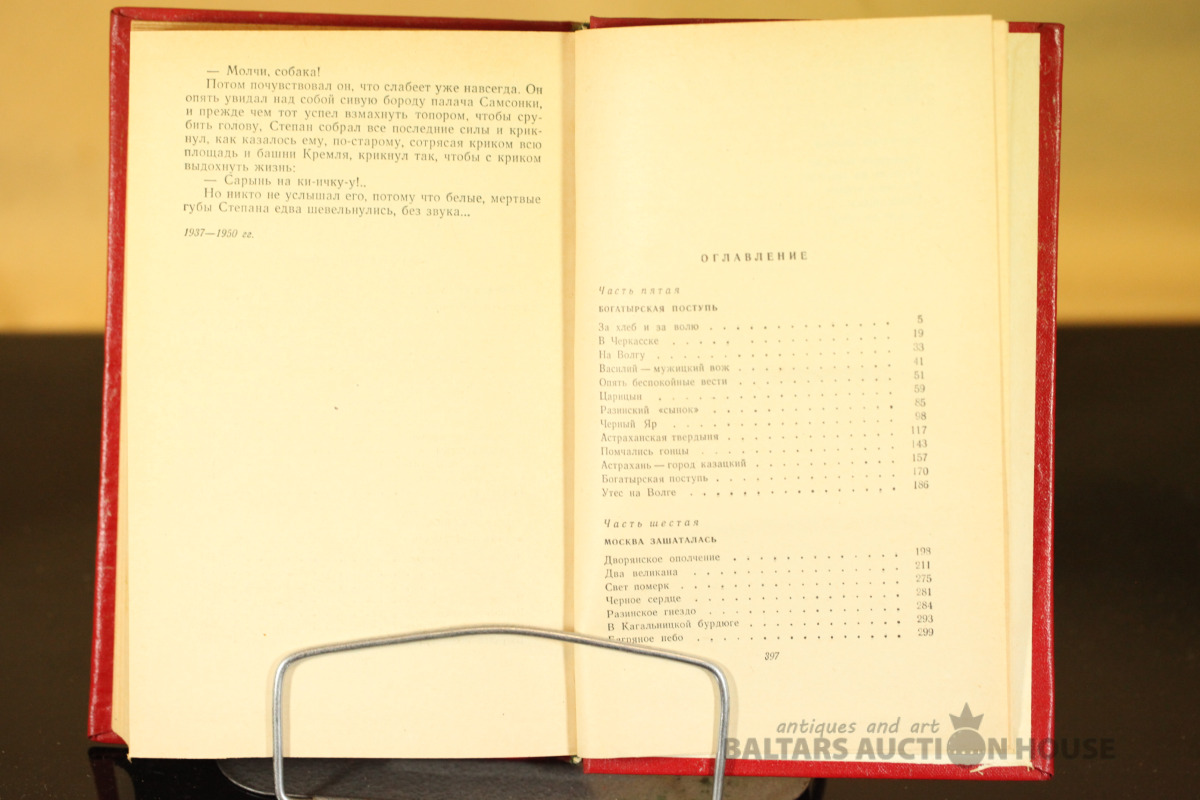 — Молчи, собака!
Потом почувствовал он, что слабеет уже навсегда. Он
опять увидал над собой сивую бороду палача Самсонки,
и прежде чем тот успел взмахнуть топором, чтобы сру-
бить голову, Степан собрал все последние силы и крик-
нул, как казалось ему, по-старому, сотрясая криком всю
площадь и башни Кремля, крикнул так, чтобы с криком
выдохнуть жизнь:
— Сарынь на ки-ичку-у!..
Но никто не услышал его, потому что белые, мертвые
губы Степана едва шевельнулись, без звука...
1937—1950 гг.
ОГЛАВЛЕНИЕ
Часть пятая
БОГАТЫРСКАЯ ПОСТУПЬ
За хлеб и за волю . . . . . . . . . . . . . . 5
В Черкасске . . . . . . . . . . . . . . 19
На Волгу . . . . . . . . . . . . . . 33
Василий — мужицкий вож . . . . . . . . . . . . 41
Опять беспокойные вести . . . . . . . . . . . . 51
Царицын . . . . . . . . . . . . . . 59
Разинский «сынок» . . . . . . . . . . . . . . 85
Черный Яр . . . . . . . . . . . . . . 98
Астраханская твердыня . . . . . . . . . . . . . 117
Помчались гонцы . . . . . . . . . . . . . . 143
Астрахань — город казацкий . . . . . . . . . . . 157
Богатырская поступь . . . . . . . . . . . . . . 170
Утес на Волге . . . . . . . . . . . . . . 186
Часть шестая
МОСКВА ЗАШАТАЛАСЬ
Дворянское ополчение . . . . . . . . . . . . . 198
Два великана . . . . . . . . . . . . . . 211
Свет померк . . . . . . . . . . . . . . 275
Черное сердце . . . . . . . . . . . . . . 281
Разинское гнездо . . . . . . . . . . . . . . 284
В Кагальницкой бурдюге . . . . . . . . . . . . 293
Багряное небо . . . . . . . . . . . . . . 299
397
antiques and art
BALTARS AUCTION HOUSE